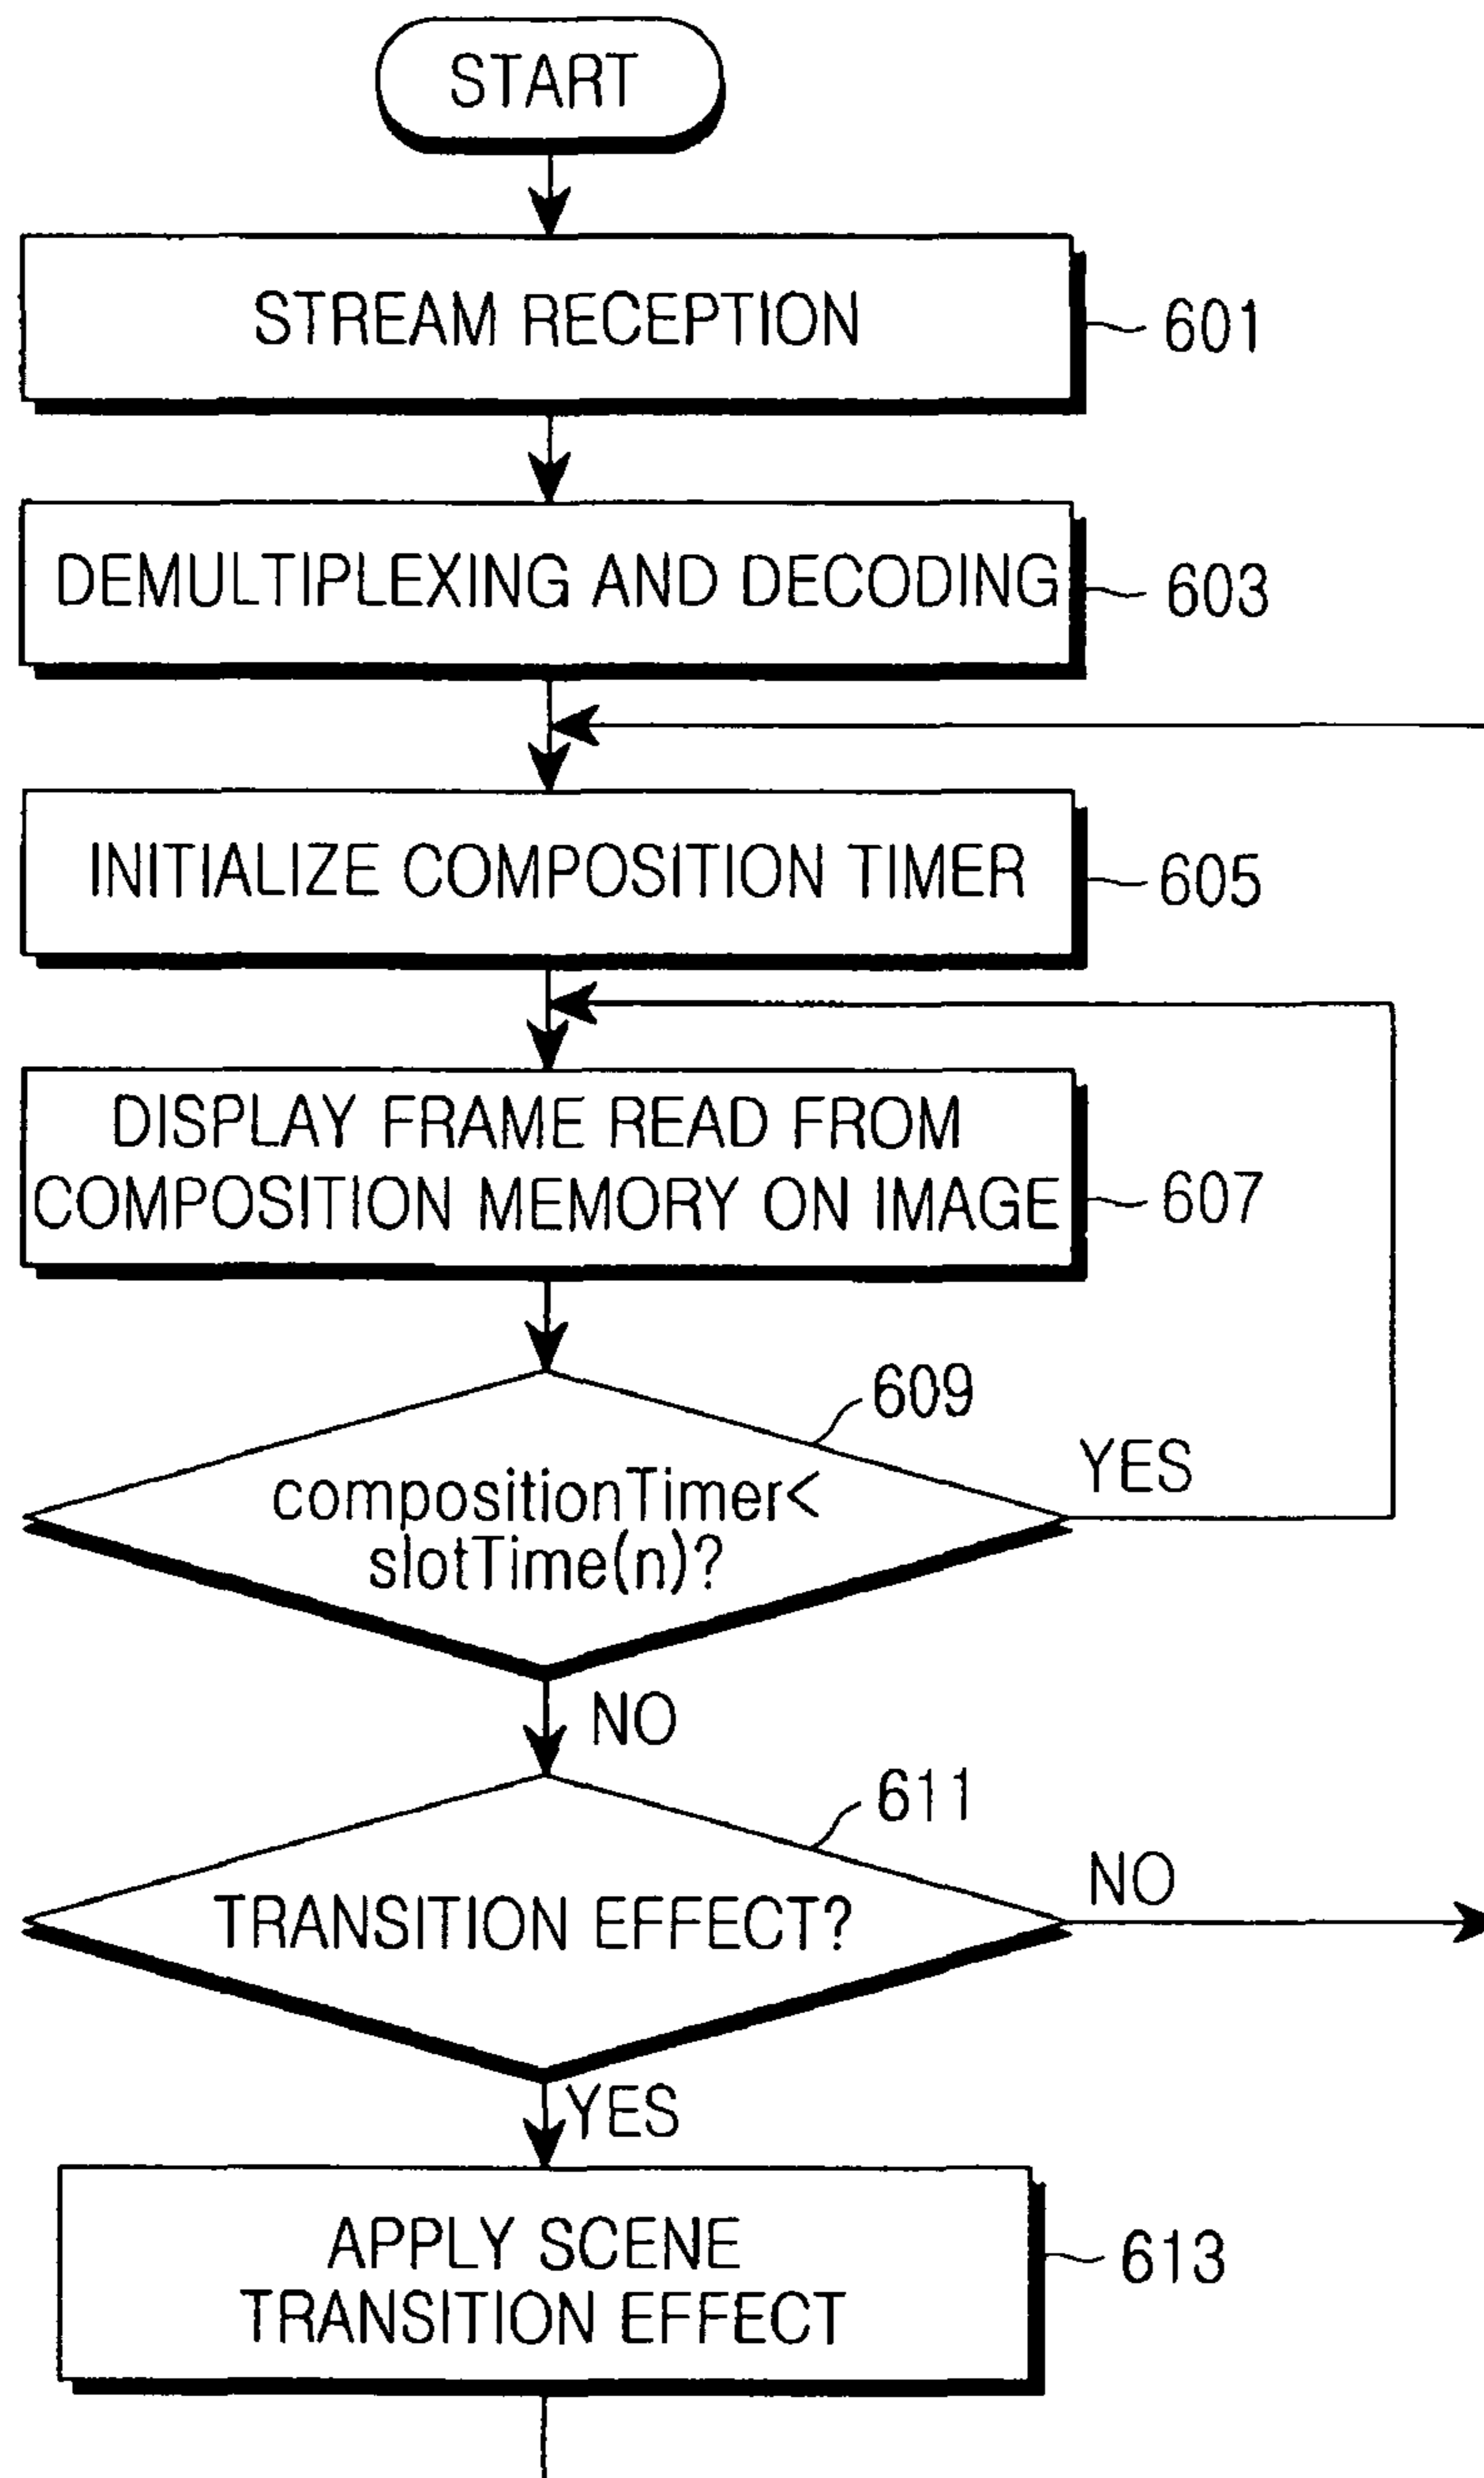 START
STREAM RECEPTION
601
DEMULTIPLEXING AND DECODING
603
INITIALIZE COMPOSITION TIMER
605
DISPLAY FRAME READ FROM
COMPOSITION MEMORY ON IMAGE
607
609
compositionTimer<
slotTime(n)?
YES
NO
611
TRANSITION EFFECT?
NO
YES
APPLY SCENE
TRANSITION EFFECT
613